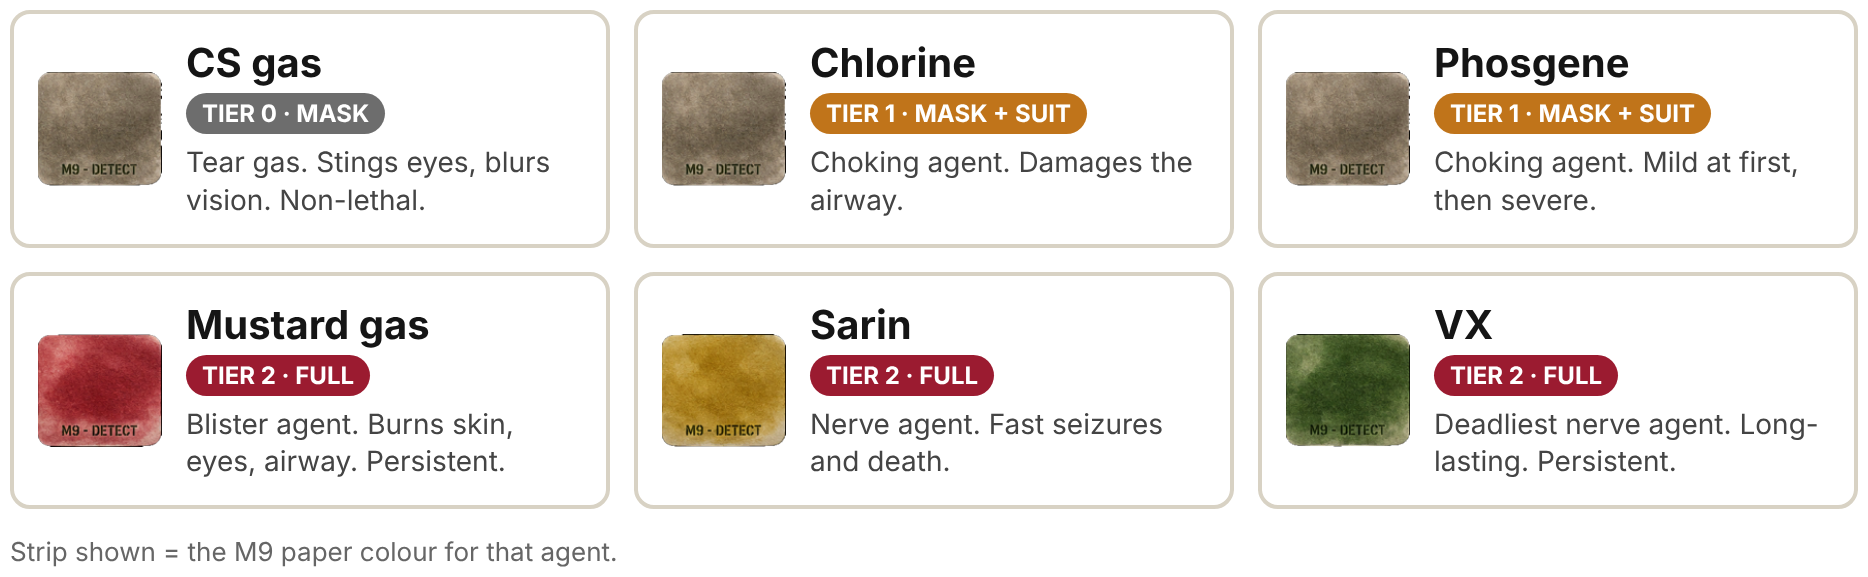 CS gas
TIER 0 · MASK
Tear gas. Stings eyes, blurs
vision. Non-lethal.
M9 - DETECT
Chlorine
TIER 1 · MASK + SUIT
Choking agent. Damages the
airway.
M9 - DETECT
Phosgene
TIER 1 · MASK + SUIT
Choking agent. Mild at first,
then severe.
M9 - DETECT
Mustard gas
TIER 2 · FULL
Blister agent. Burns skin,
eyes, airway. Persistent.
M9 - DETECT
Sarin
TIER 2 · FULL
Nerve agent. Fast seizures
and death.
M9 - DETECT
VX
TIER 2 · FULL
Deadliest nerve agent. Long-
lasting. Persistent.
M9 - DETECT
Strip shown = the M9 paper colour for that agent.